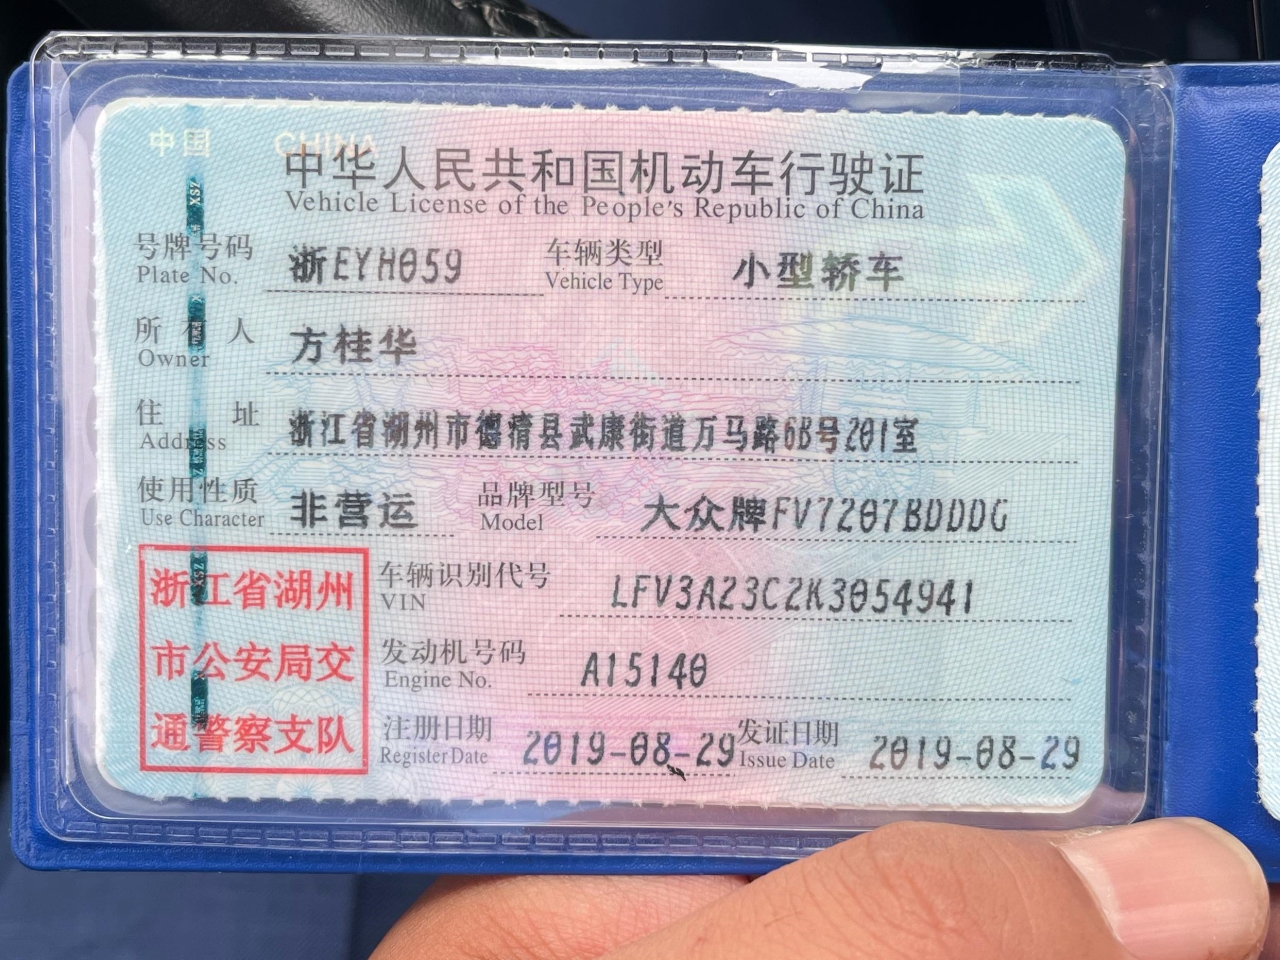 中国 CHINA
中华人民共和国机动车行驶证
Vehicle License of the People's Republic of China
号牌号码 浙EYH059 车辆类型 小型轿车
Plate No. Vehicle Type
所有人 方桂华
Owner
住址 浙江省湖州市德清县武康街道万马路6B号201室
Address
使用性质 非营运 品牌型号 大众牌FV7207BDDDG
Use Character Model
浙江省湖州
市公安局交
通警察支队
车辆识别代号 LFV3A23C2K3054941
VIN
发动机号码 A15140
Engine No.
注册日期 2019-08-29 发证日期 2019-08-29
Register Date Issue Date
XSZ
XSZ